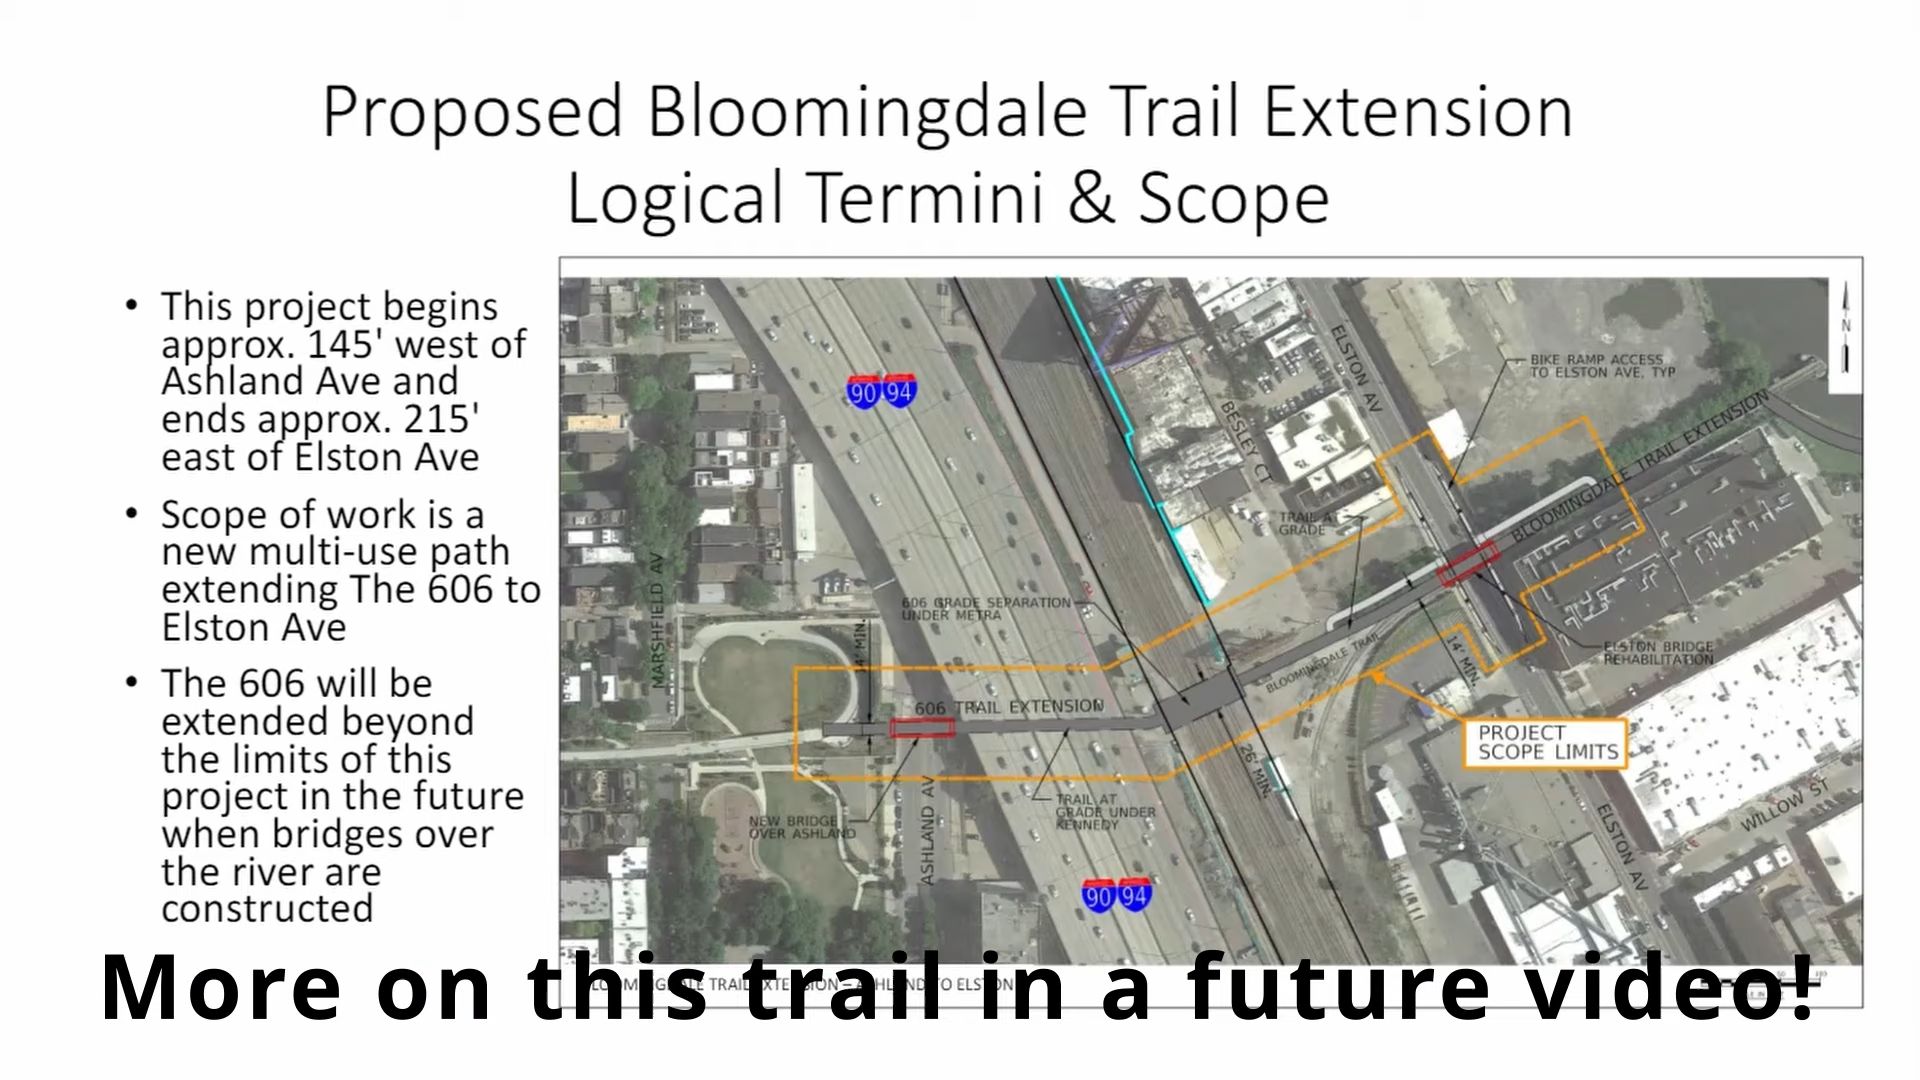 Proposed Bloomingdale Trail Extension
Logical Termini & Scope
• This project begins
approx. 145' west of
Ashland Ave and
ends approx. 215'
east of Elston Ave
• Scope of work is a
new multi-use path
extending The 606 to
Elston Ave
• The 606 will be
extended beyond
the limits of this
project in the future
when bridges over
the river are
constructed
N
90 94
ELSTON AV
BIKE RAMP ACCESS
TO ELSTON AVE, TYP
BESLEY CT
BLOOMINGDALE TRAIL EXTENSION
TRAIL AT
GRADE
MARSHFIELD AV
606 GRADE SEPARATION
UNDER METRA
14' MIN.
BLOOMINGDALE TRAIL
14' MIN.
ELSTON BRIDGE
REHABILITATION
606 TRAIL EXTENSION
PROJECT
SCOPE LIMITS
26' MIN.
NEW BRIDGE
OVER ASHLAND
ASHLAND AV
TRAIL AT
GRADE UNDER
KENNEDY
ELSTON AV
WILLOW ST
90 94
BLOOMINGDALE TRAIL EXTENSION – ASHLAND TO ELSTON
More on this trail in a future video!